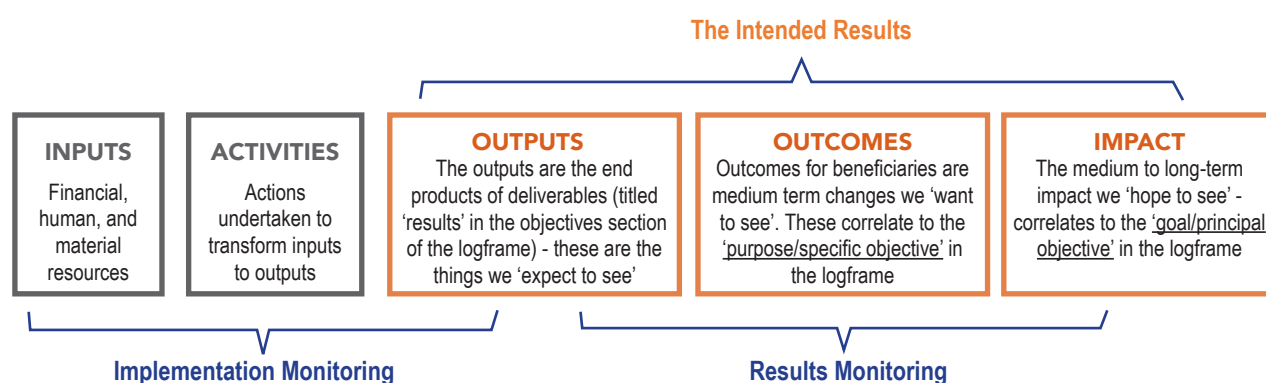 The Intended Results
INPUTS
Financial,
human, and
material
resources
ACTIVITIES
Actions
undertaken to
transform inputs
to outputs
OUTPUTS
The outputs are the end
products of deliverables (titled
'results' in the objectives section
of the logframe) - these are the
things we 'expect to see'
OUTCOMES
Outcomes for beneficiaries are
medium term changes we 'want
to see'. These correlate to the
'purpose/specific objective' in
the logframe
IMPACT
The medium to long-term
impact we 'hope to see' -
correlates to the 'goal/principal
objective' in the logframe
Implementation Monitoring
Results Monitoring